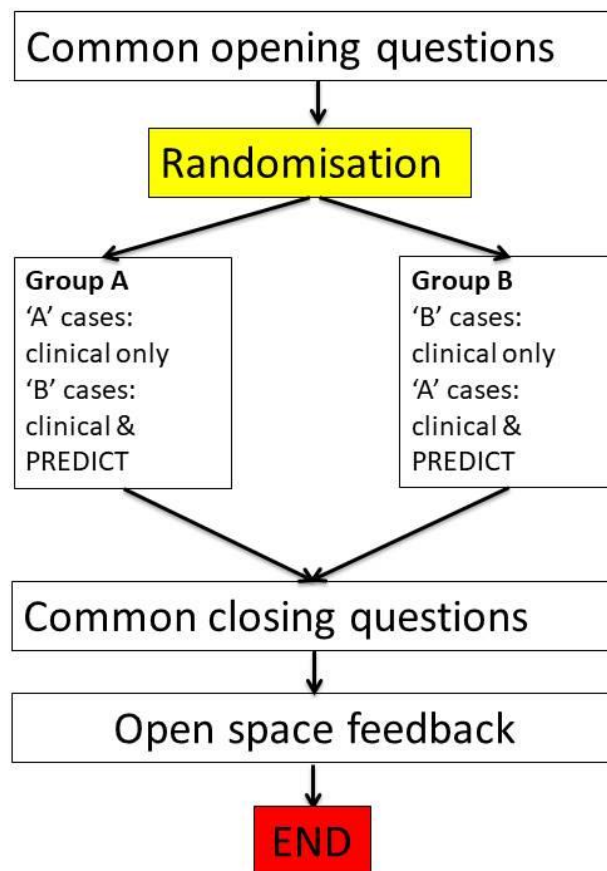 Common opening questions
Randomisation
Group A
‘A’ cases:
clinical only
‘B’ cases:
clinical &
PREDICT
Group B
‘B’ cases:
clinical only
‘A’ cases:
clinical &
PREDICT
Common closing questions
Open space feedback
END